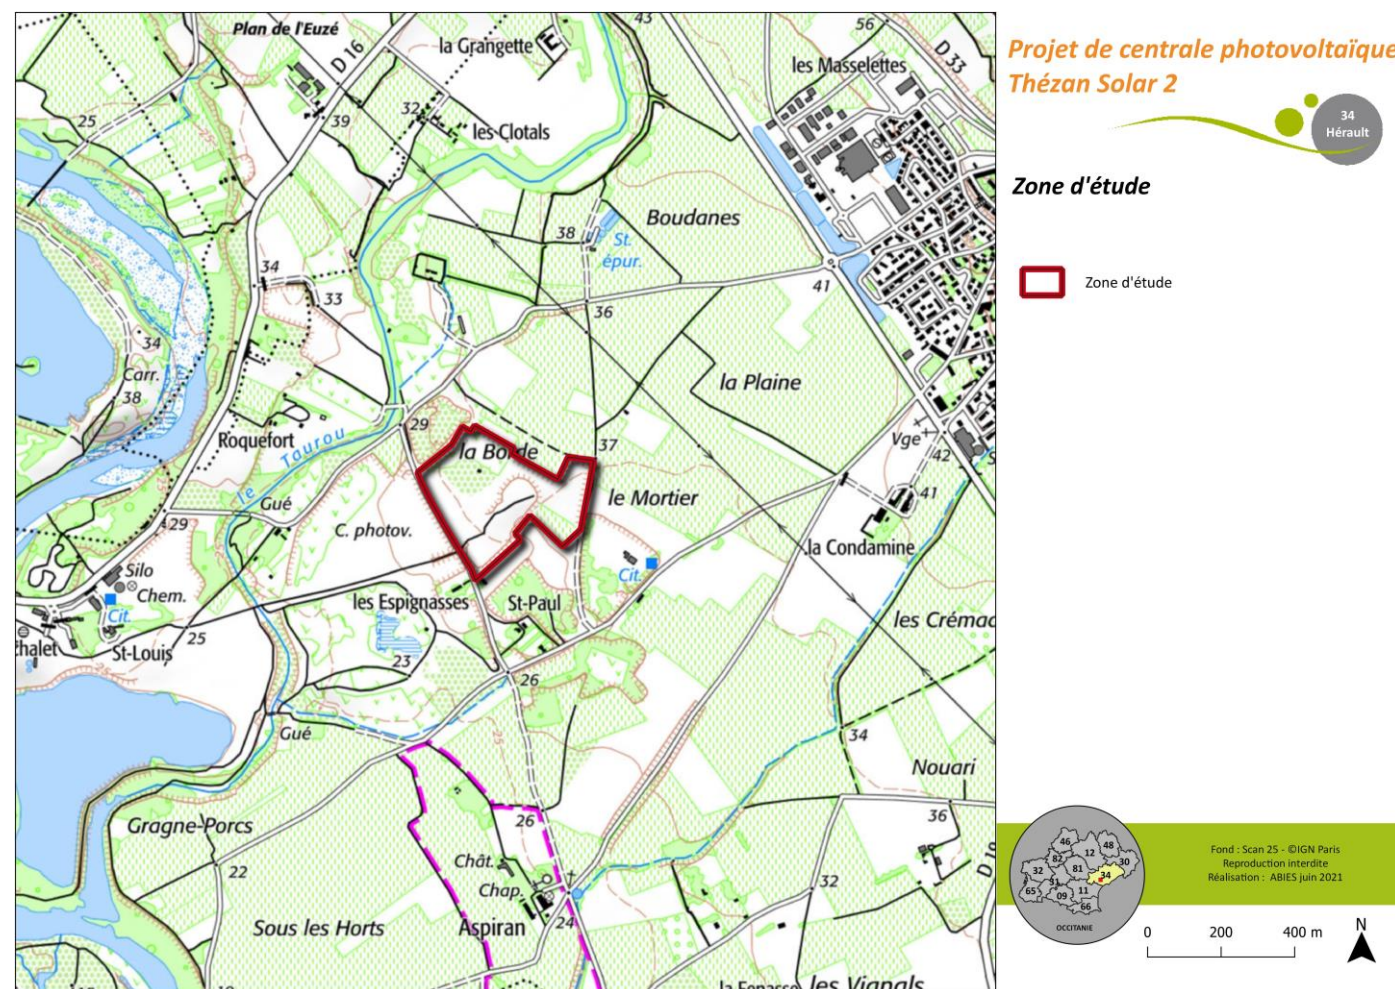 Plan de l'Euzé
la Grangette
43
56
D 33
D 16
les Masselettes
25
39
32
les Clotals
Boudanes
38
St.
épur.
34
33
41
36
34
Carr.
38
la Plaine
29
Roquefort
le Taurou
la Borde
37
Vge
42
41
le Mortier
Gué
29
C. photov.
la Condamine
Silo
Chem.
Cit.
Cit.
les Espignasses
St-Paul
les Crémac
25
St-Louis
23
26
Gué
34
Nouari
26
36
Gragne-Porcs
22
Chât.
Chap.
32
D 19
Aspiran
24
Sous les Horts
les Vignals
Projet de centrale photovoltaïque
Thézan Solar 2
34
Hérault
Zone d'étude
Zone d'étude
46
48
12
82
30
32
81
34
31
65
09
11
66
OCCITANIE
Fond : Scan 25 - ©IGN Paris
Reproduction interdite
Réalisation : ABIES juin 2021
0 200 400 m
N